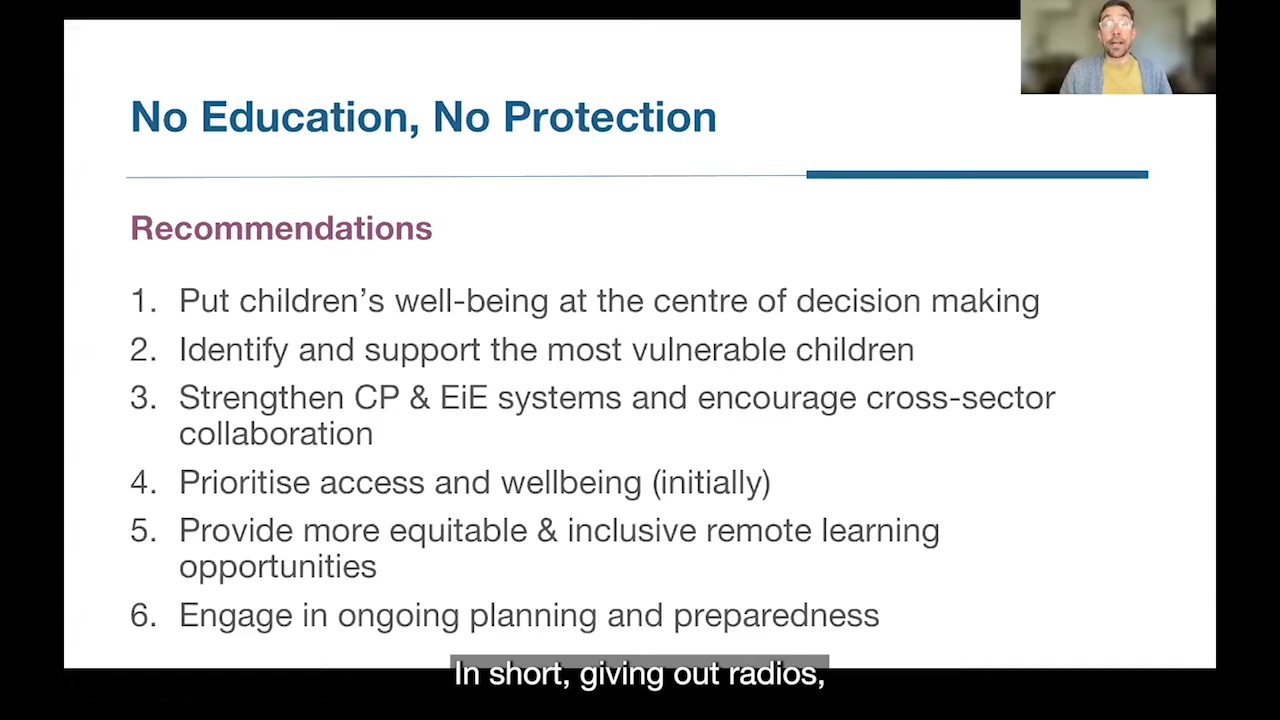 No Education, No Protection
Recommendations
1. Put children’s well-being at the centre of decision making
2. Identify and support the most vulnerable children
3. Strengthen CP & EiE systems and encourage cross-sector
collaboration
4. Prioritise access and wellbeing (initially)
5. Provide more equitable & inclusive remote learning
opportunities
6. Engage in ongoing planning and preparedness
In short, giving out radios,